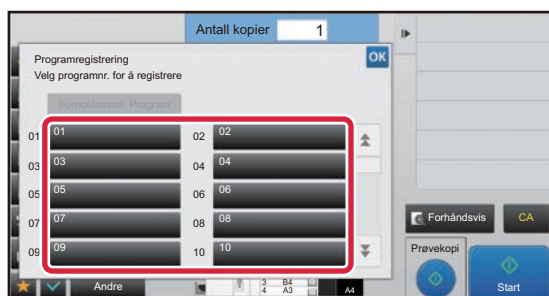 Antall kopier 1
Programregistrering OK
Velg programnr. for å registrere
Forholdsinnst. Program
01 01 02 02
03 03 04 04
05 05 06 06
07 07 08 08
09 09 10 10
Forhåndsvis CA
Prøvekopi
Start
Andre
3 B4
4 A3
A4